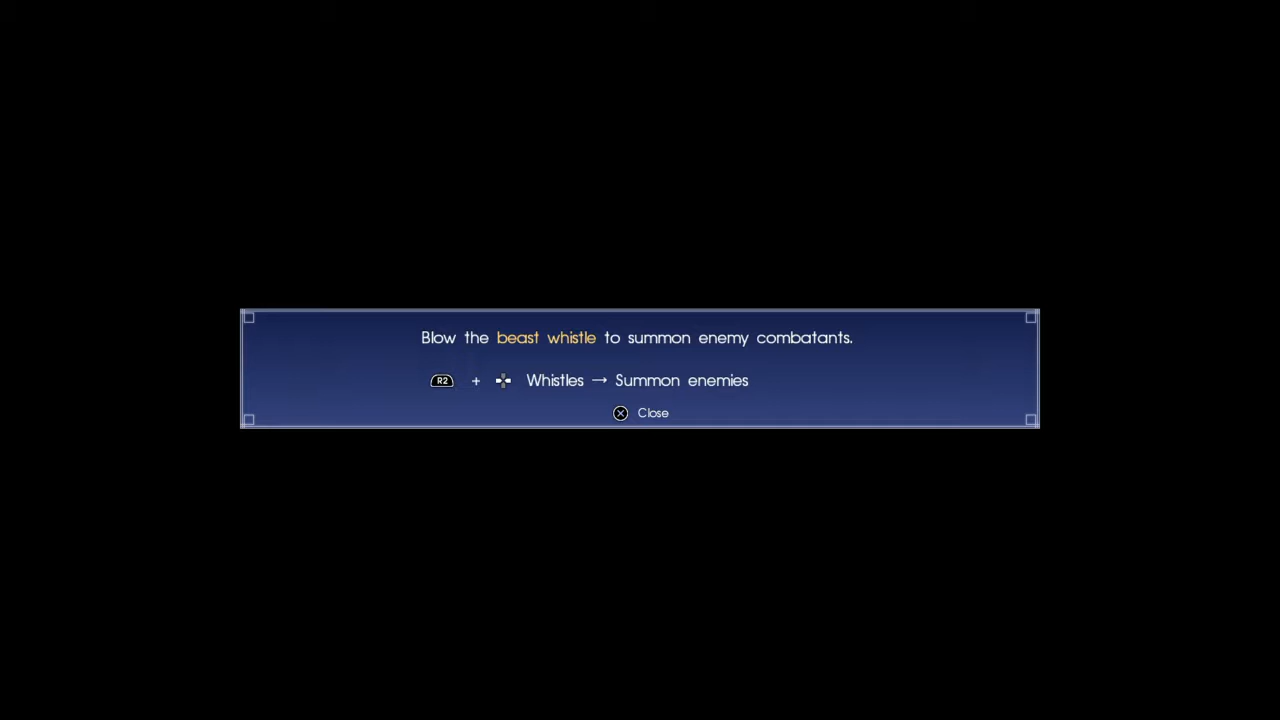 Blow the beast whistle to summon enemy combatants.
R2 + Whistles → Summon enemies
Close